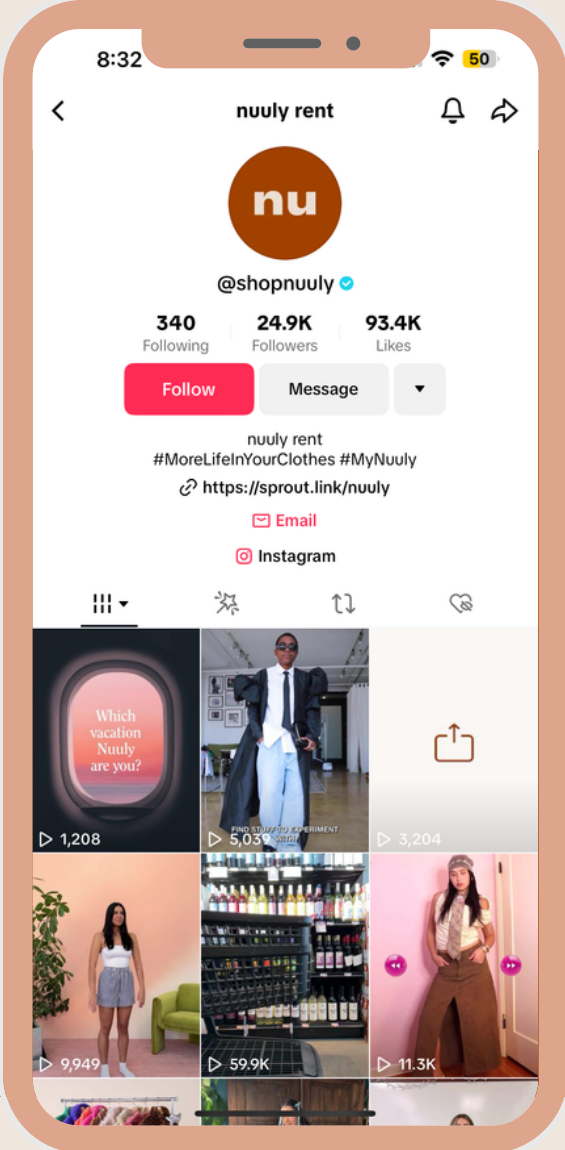 8:32
50
nuuly rent
nu
@shopnuuly
340 24.9K 93.4K
Following Followers Likes
Follow Message
nuuly rent
#MoreLifeInYourClothes #MyNuuly
https://sprout.link/nuuly
Email
Instagram
Which
vacation
Nuuly
are you?
FIND STUFF TO EXPERIMENT
WITH
1,208 5,039 3,204
9,949 59.9K 11.3K